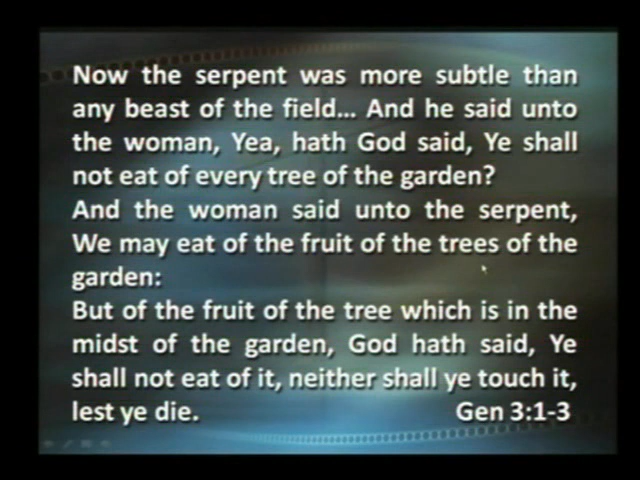 Now the serpent was more subtle than
any beast of the field... And he said unto
the woman, Yea, hath God said, Ye shall
not eat of every tree of the garden?
And the woman said unto the serpent,
We may eat of the fruit of the trees of the
garden:
But of the fruit of the tree which is in the
midst of the garden, God hath said, Ye
shall not eat of it, neither shall ye touch it,
lest ye die. Gen 3:1-3